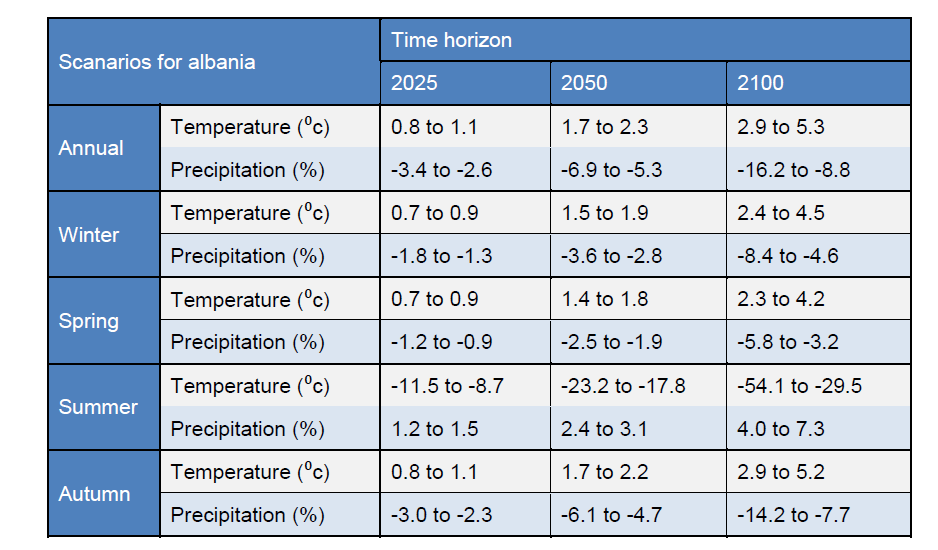 Scanarios for albania
Time horizon
2025 2050 2100
Annual
Temperature (⁰c) 0.8 to 1.1 1.7 to 2.3 2.9 to 5.3
Precipitation (%) -3.4 to -2.6 -6.9 to -5.3 -16.2 to -8.8
Winter
Temperature (⁰c) 0.7 to 0.9 1.5 to 1.9 2.4 to 4.5
Precipitation (%) -1.8 to -1.3 -3.6 to -2.8 -8.4 to -4.6
Spring
Temperature (⁰c) 0.7 to 0.9 1.4 to 1.8 2.3 to 4.2
Precipitation (%) -1.2 to -0.9 -2.5 to -1.9 -5.8 to -3.2
Summer
Temperature (⁰c) -11.5 to -8.7 -23.2 to -17.8 -54.1 to -29.5
Precipitation (%) 1.2 to 1.5 2.4 to 3.1 4.0 to 7.3
Autumn
Temperature (⁰c) 0.8 to 1.1 1.7 to 2.2 2.9 to 5.2
Precipitation (%) -3.0 to -2.3 -6.1 to -4.7 -14.2 to -7.7